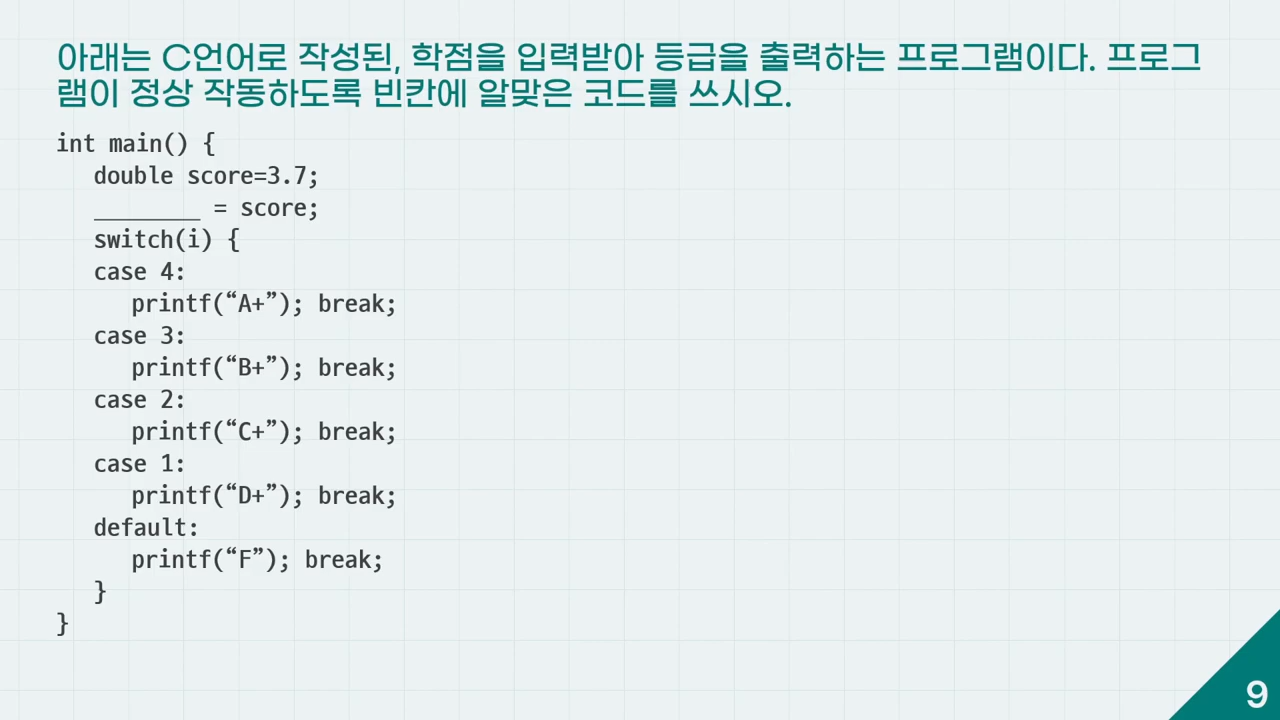 아래는 C언어로 작성된, 학점을 입력받아 등급을 출력하는 프로그램이다. 프로그
램이 정상 작동하도록 빈칸에 알맞은 코드를 쓰시오.
int main() {
double score=3.7;
________ = score;
switch(i) {
case 4:
printf(“A+”); break;
case 3:
printf(“B+”); break;
case 2:
printf(“C+”); break;
case 1:
printf(“D+”); break;
default:
printf(“F”); break;
}
}
9